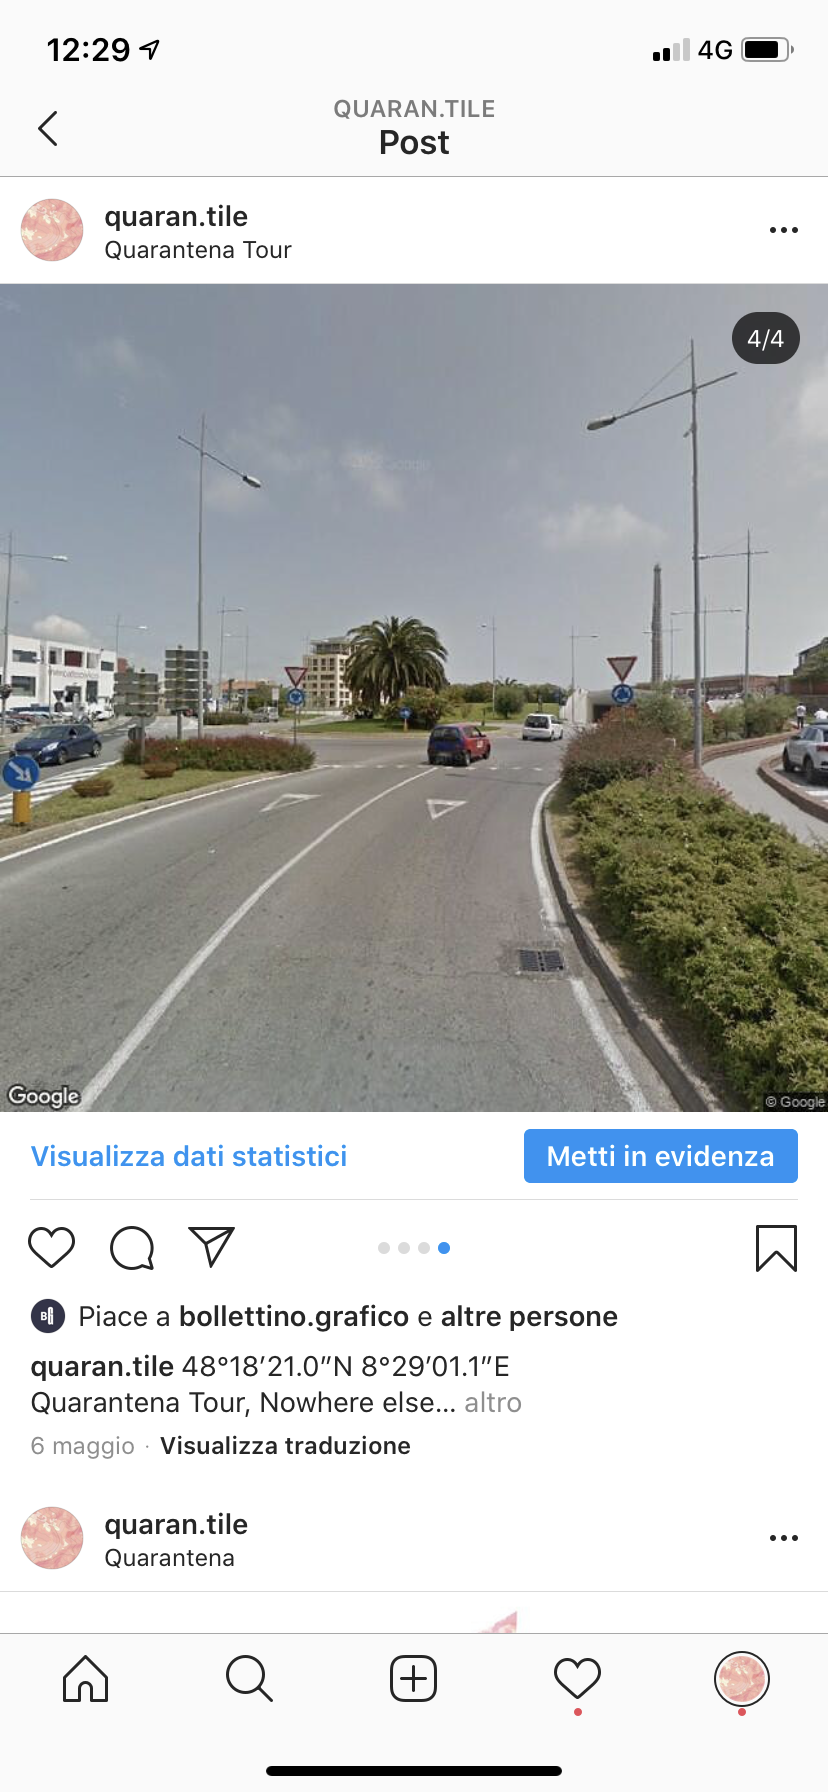 12:29
4G
QUARAN.TILE
Post
quaran.tile
Quarantena Tour
4/4
Google
© Google
Visualizza dati statistici
Metti in evidenza
Piace a bollettino.grafico e altre persone
quaran.tile 48°18’21.0”N 8°29’01.1”E
Quarantena Tour, Nowhere else... altro
6 maggio · Visualizza traduzione
quaran.tile
Quarantena